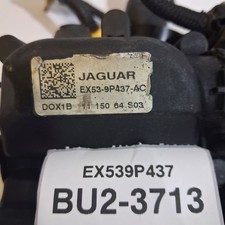 JAGUAR
EX53-9P437-AC
DOX1B 11 150 64 S03
EX539P437
BU2-3713